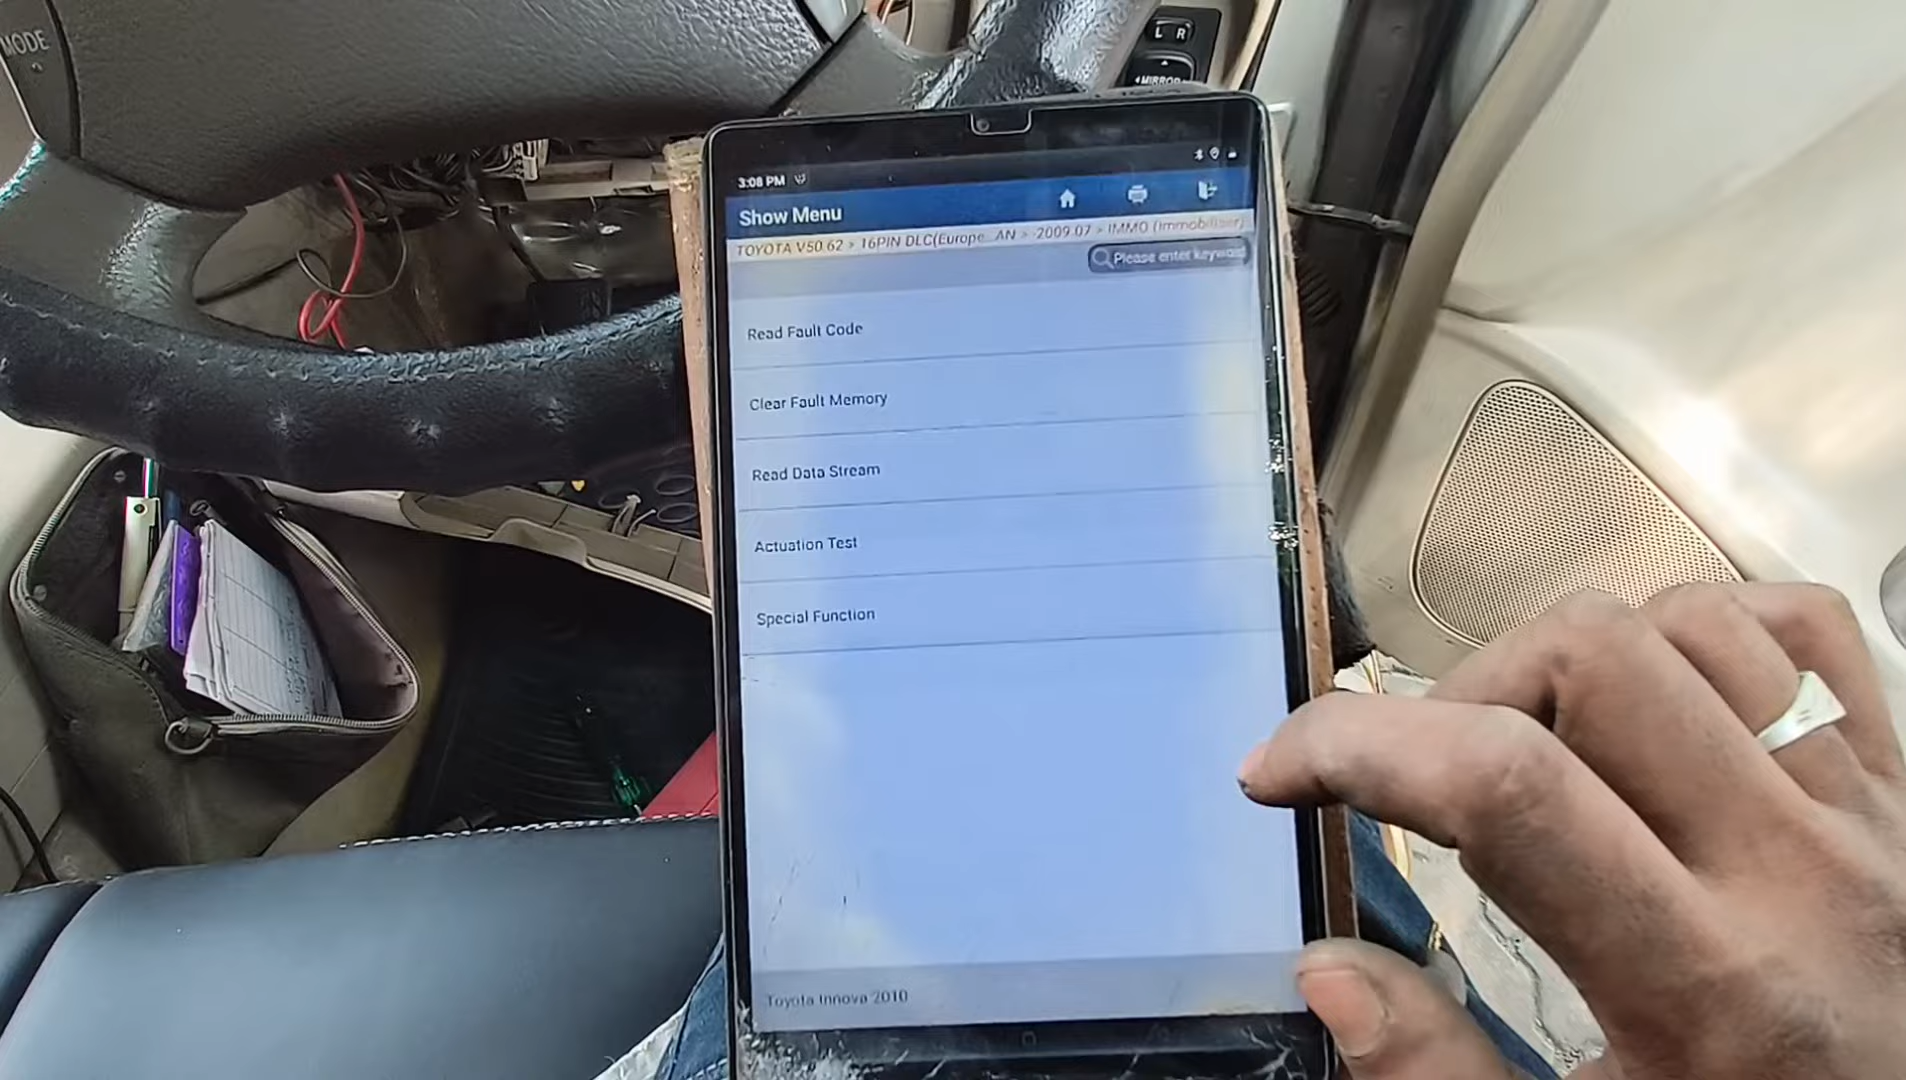 MODE
L R
MIRROR
3:08 PM
Show Menu
TOYOTA V50.62 > 16PIN DLC(Europe...AN > -2009.07 > IMMO (Immobiliser)
Please enter keyword
Read Fault Code
Clear Fault Memory
Read Data Stream
Actuation Test
Special Function
Toyota Innova 2010